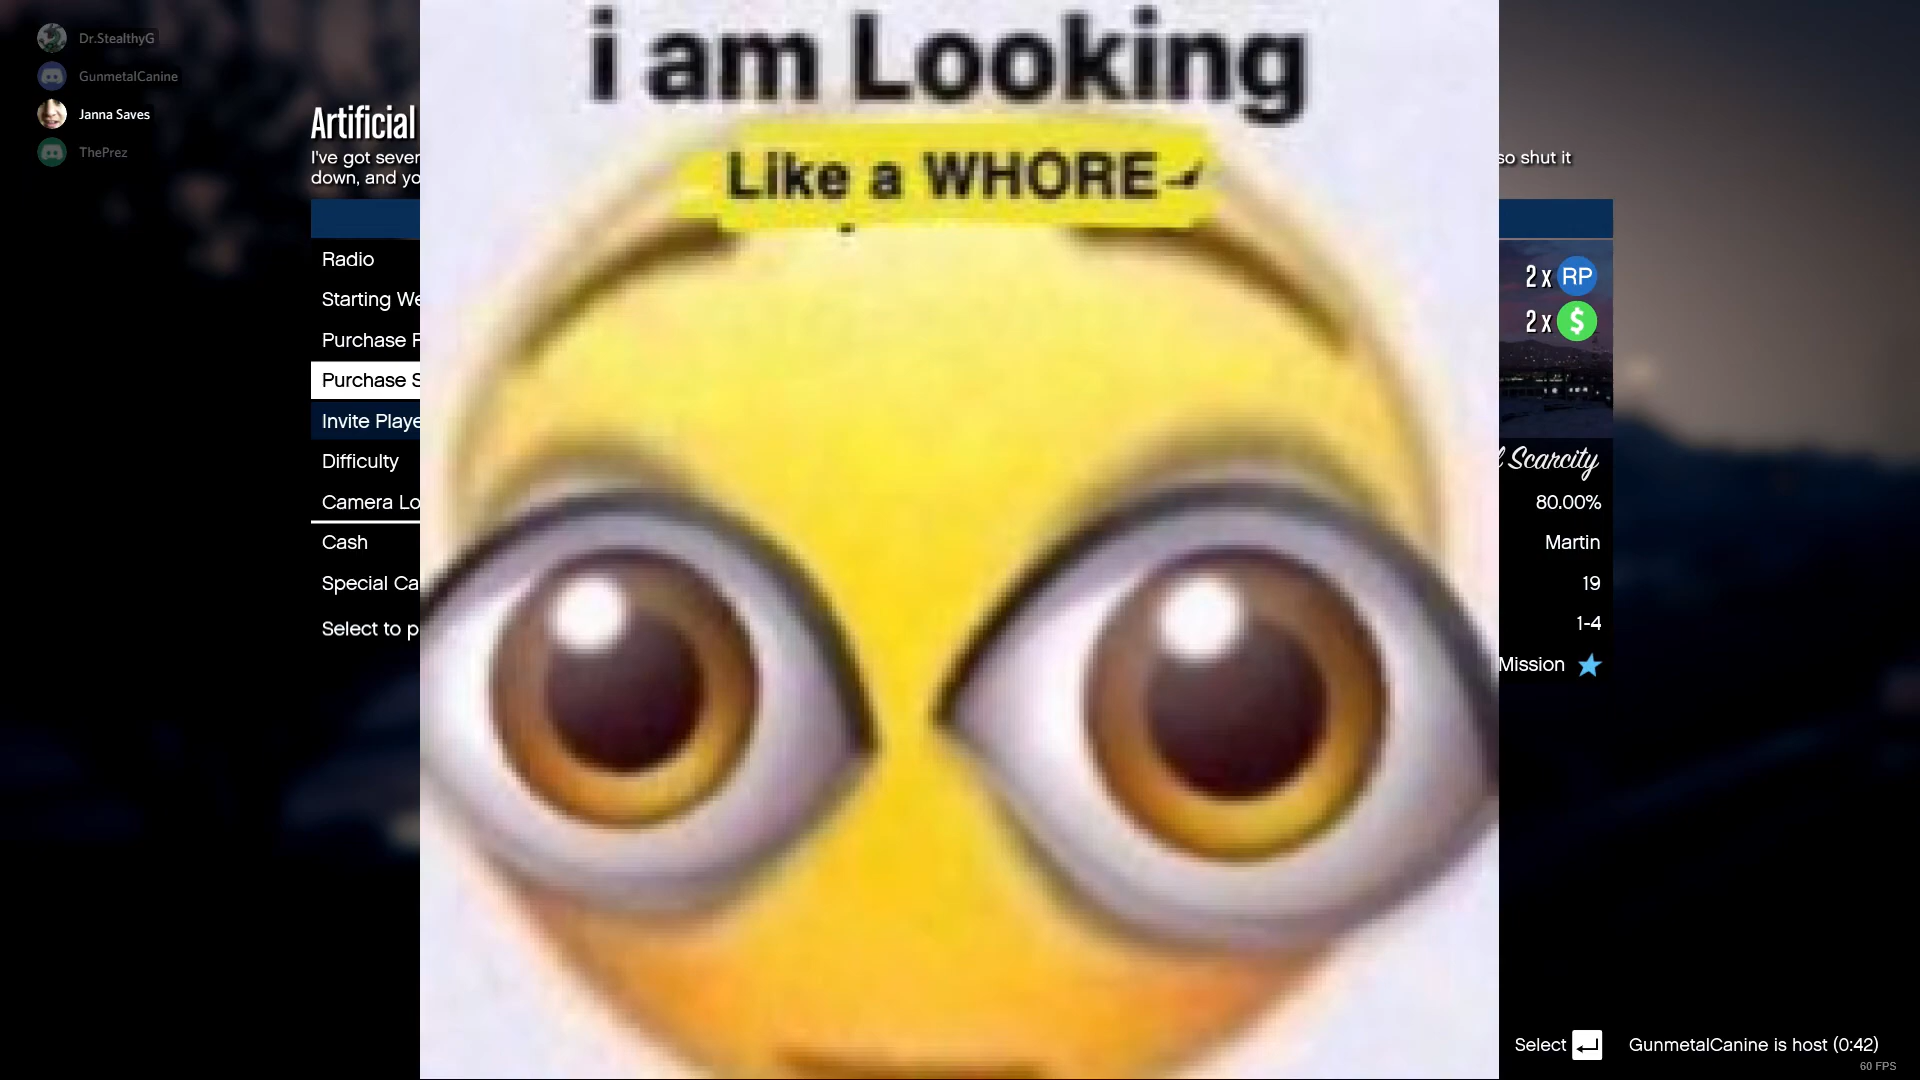 Dr.StealthyG
GunmetalCanine
Janna Saves
ThePrez
i am Looking
Like a WHORE
Artificial
I've got sever
so shut it
down, and yo
Radio
2 x RP
Starting We
2 x $
Purchase
Purchase S
Invite Playe
Difficulty
Scarcity
Camera Lo
80.00%
Cash
Martin
Special Ca
19
Select to p
1-4
Mission
Select
GunmetalCanine is host (0:42)
60 FPS